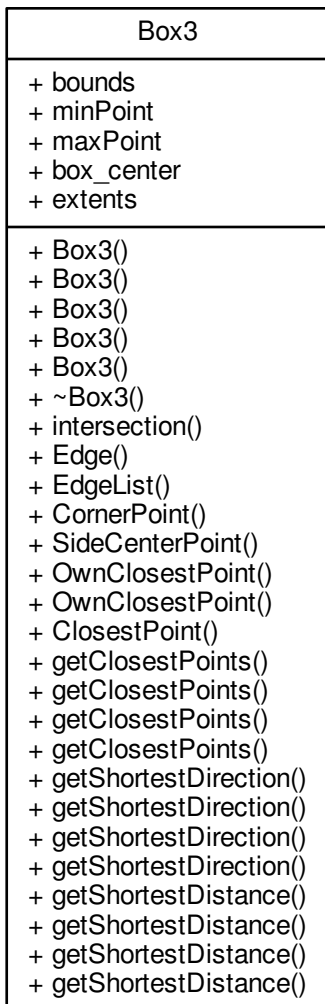 Box3
+ bounds
+ minPoint
+ maxPoint
+ box_center
+ extents
+ Box3()
+ Box3()
+ Box3()
+ Box3()
+ Box3()
+ ~Box3()
+ intersection()
+ Edge()
+ EdgeList()
+ CornerPoint()
+ SideCenterPoint()
+ OwnClosestPoint()
+ OwnClosestPoint()
+ ClosestPoint()
+ getClosestPoints()
+ getClosestPoints()
+ getClosestPoints()
+ getClosestPoints()
+ getShortestDirection()
+ getShortestDirection()
+ getShortestDirection()
+ getShortestDirection()
+ getShortestDistance()
+ getShortestDistance()
+ getShortestDistance()
+ getShortestDistance()